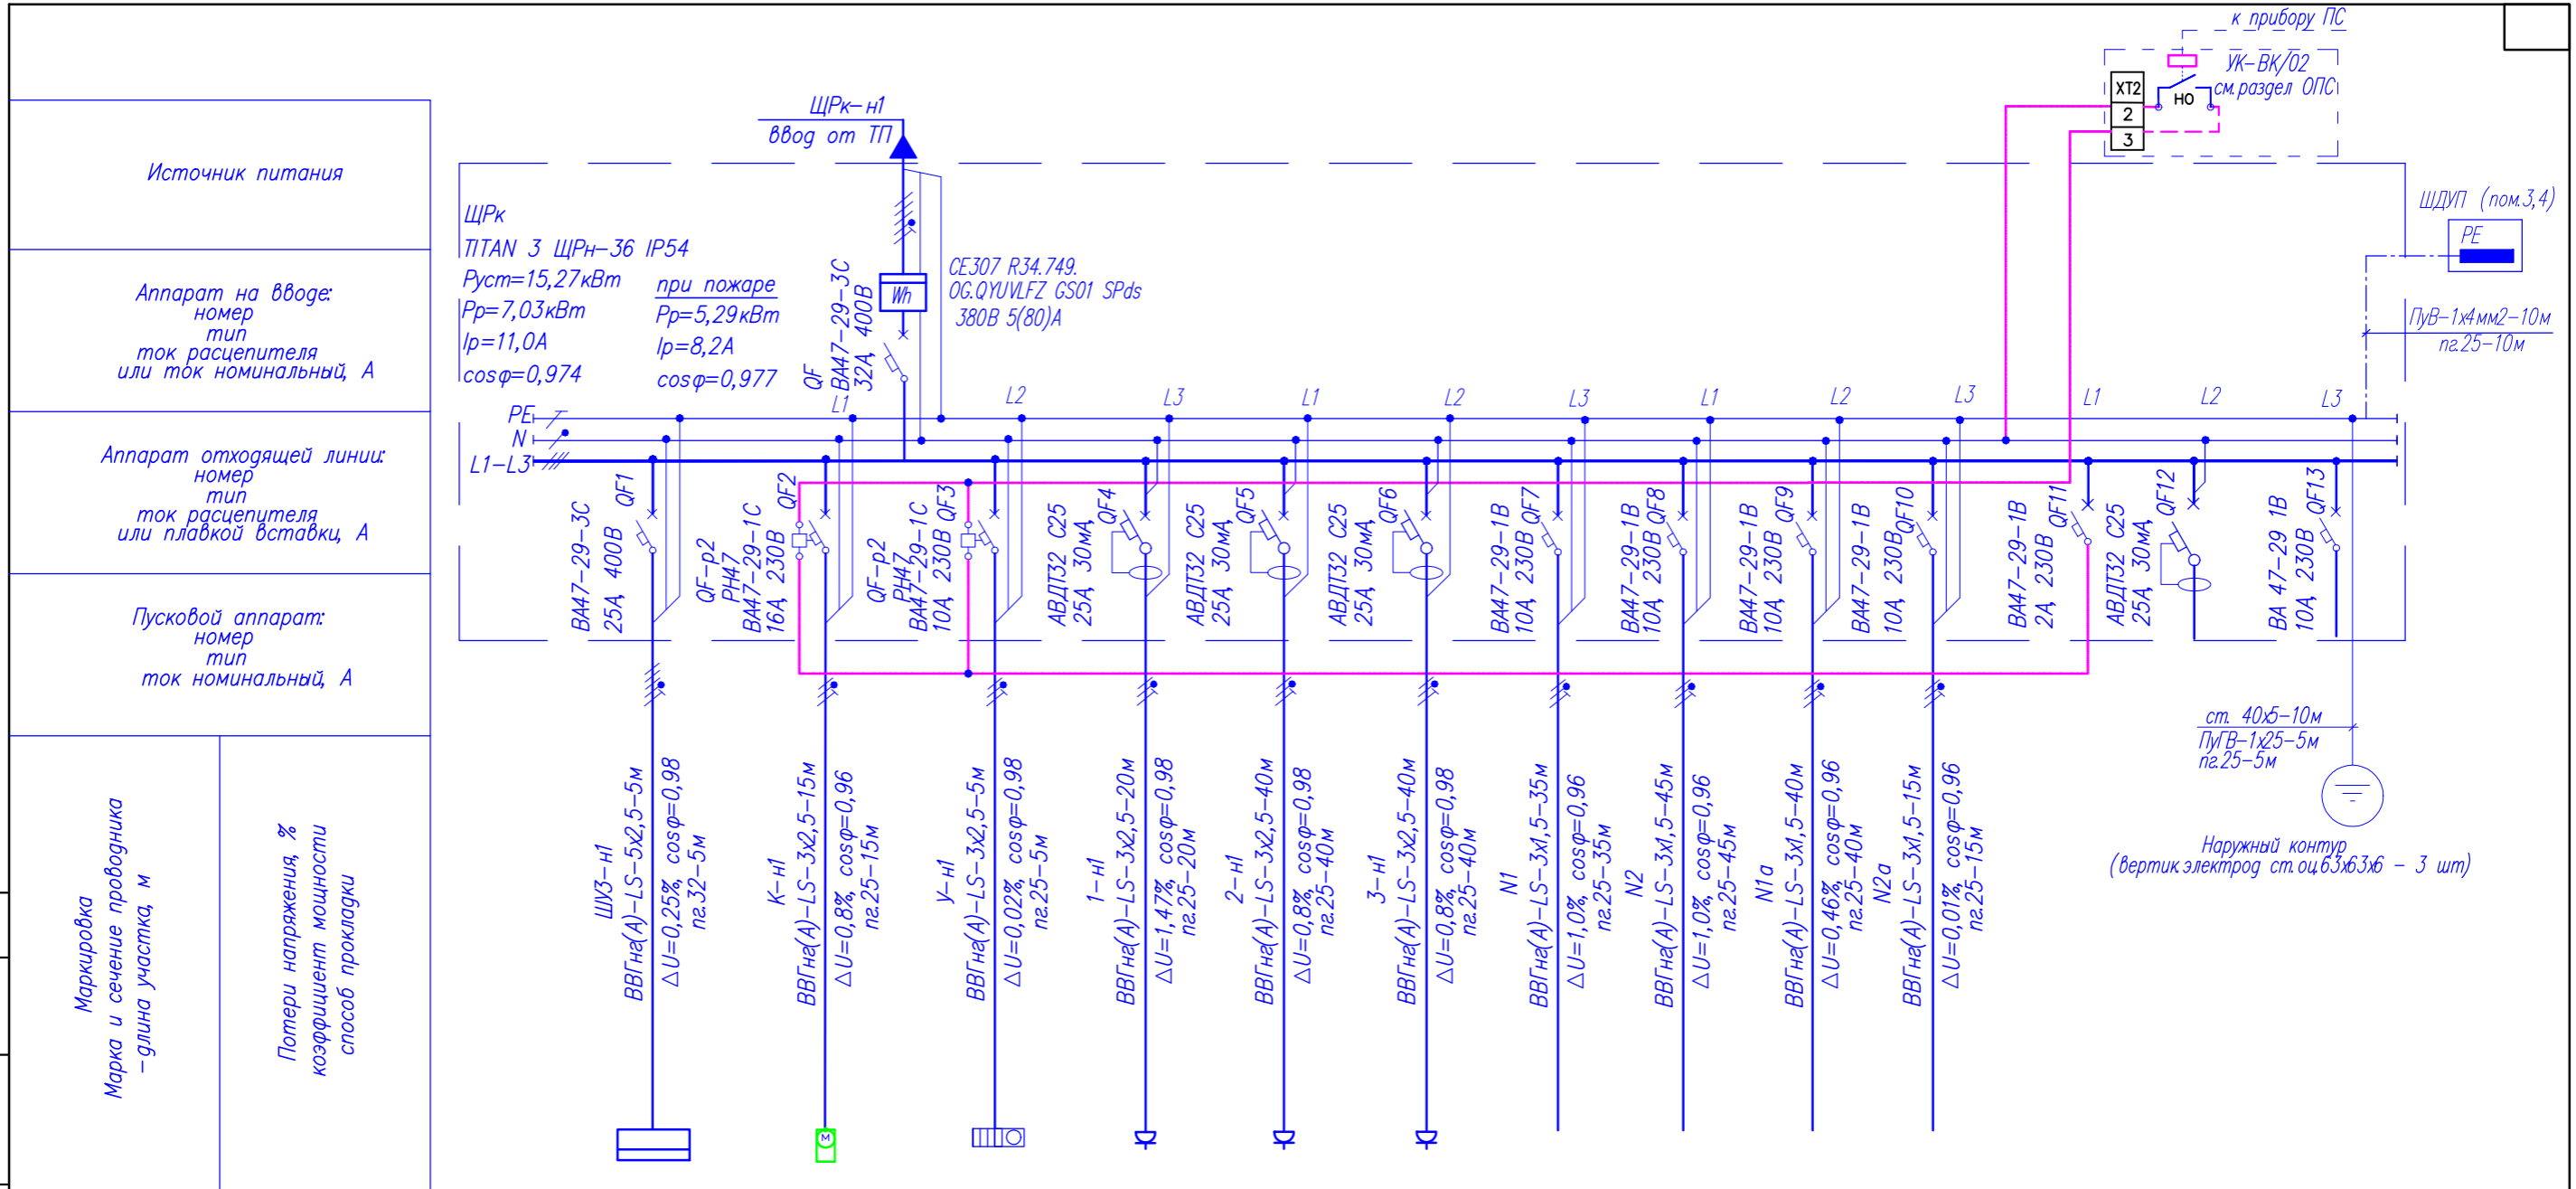 к прибору ПС
УК-ВК/02
см.раздел ОПС
ХТ2
НО
2
3
ЩРк-н1
ввод от ТП
Источник питания
Аппарат на вводе:
номер
тип
ток расцепителя
или ток номинальный, А
Аппарат отходящей линии:
номер
тип
ток расцепителя
или плавкой вставки, А
Пусковой аппарат:
номер
тип
ток номинальный, А
Маркировка
Марка и сечение проводника
-длина участка, м
Потери напряжения, %
коэффициент мощности
способ прокладки
ЩРк
TITAN 3 ЩРн-36 IP54
Руст=15,27кВт
Рр=7,03кВт
Iр=11,0А
cosφ=0,974
при пожаре
Рр=5,29кВт
Iр=8,2А
cosφ=0,977
QF
ВА47-29-3С
32А, 400В
Wh
CE307 R34.749.
OG.QYUVLFZ GS01 SPds
380В 5(80)А
ШДУП (пом.3,4)
PE
ПуВ-1х4мм2-10м
пг.25-10м
PE
N
L1-L3
L1
L2
L3
L1
L2
L3
L1
L2
L3
L1
L2
L3
ВА47-29-3С
25А, 400В
QF1
QF-р2
РН47
ВА47-29-1С
16А, 230В
QF2
QF-р2
РН47
ВА47-29-1С
10А, 230В
QF3
АВДТ32 С25
25А, 30мА,
QF4
АВДТ32 С25
25А, 30мА,
QF5
АВДТ32 С25
25А, 30мА,
QF6
ВА47-29-1В
10А, 230В
QF7
ВА47-29-1В
10А, 230В
QF8
ВА47-29-1В
10А, 230В
QF9
ВА47-29-1В
10А, 230В
QF10
ВА47-29-1В
2А, 230В
QF11
АВДТ32 С25
25А, 30мА,
QF12
ВА 47-29 1В
10А, 230В
QF13
ШУЗ-н1
ВВГнг(А)-LS-5х2,5-5м
△U=0,25%, cosφ=0,98
пг.32-5м
К-н1
ВВГнг(А)-LS-3х2,5-15м
△U=0,8%, cosφ=0,96
пг.25-15м
У-н1
ВВГнг(А)-LS-3х2,5-5м
△U=0,02%, cosφ=0,98
пг.25-5м
1-н1
ВВГнг(А)-LS-3х2,5-20м
△U=1,47%, cosφ=0,98
пг.25-20м
2-н1
ВВГнг(А)-LS-3х2,5-40м
△U=0,8%, cosφ=0,98
пг.25-40м
3-н1
ВВГнг(А)-LS-3х2,5-40м
△U=0,8%, cosφ=0,98
пг.25-40м
N1
ВВГнг(А)-LS-3х1,5-35м
△U=1,0%, cosφ=0,96
пг.25-35м
N2
ВВГнг(А)-LS-3х1,5-45м
△U=1,0%, cosφ=0,96
пг.25-45м
N1а
ВВГнг(А)-LS-3х1,5-40м
△U=0,46%, cosφ=0,96
пг.25-40м
N2а
ВВГнг(А)-LS-3х1,5-15м
△U=0,01%, cosφ=0,96
пг.25-15м
ст. 40х5-10м
ПуГВ-1х25-5м
пг.25-5м
Наружный контур
(вертик.электрод ст.оц.63х63х6 - 3 шт)
М